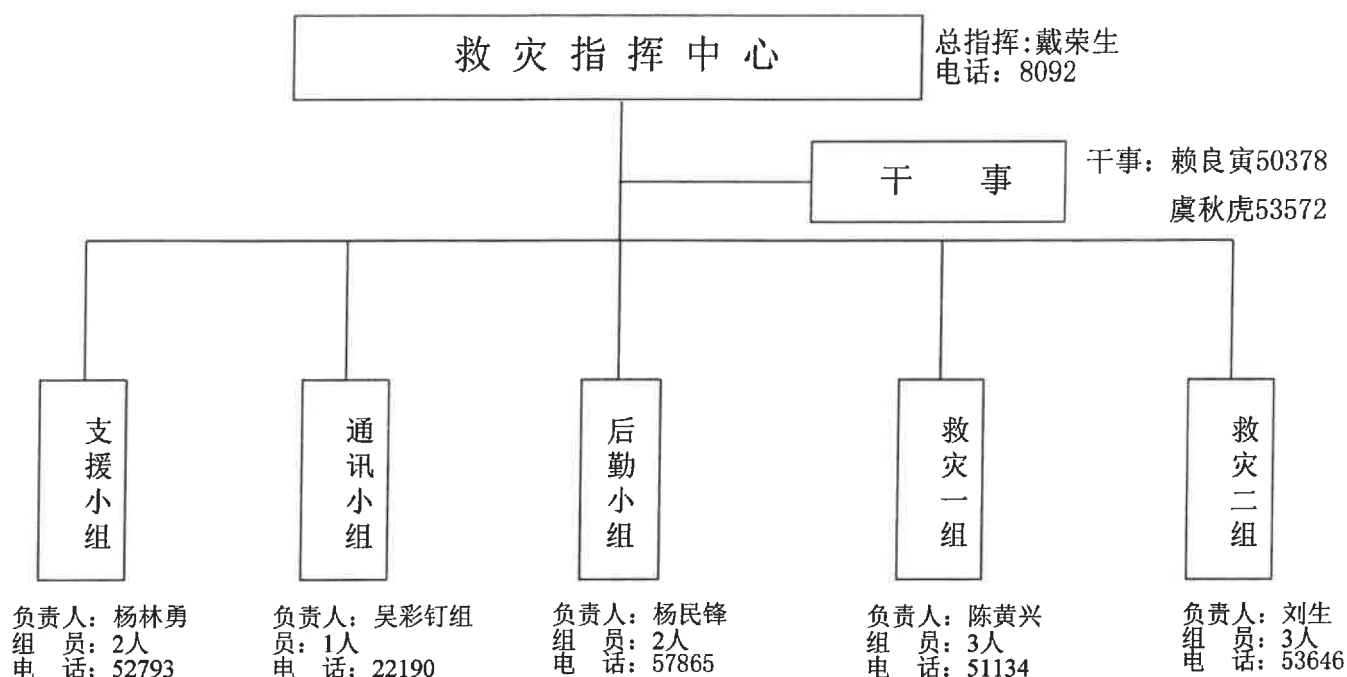 救灾指挥中心
总指挥:戴荣生
电话：8092
干 事
干事：赖良寅50378
虞秋虎53572
支援小组
通讯小组
后勤小组
救灾一组
救灾二组
负责人：杨林勇
组 员：2人
电 话：52793
负责人：吴彩钉组
员：1人
电 话：22190
负责人：杨民锋
组 员：2人
电 话：57865
负责人：陈黄兴
组 员：3人
电 话：51134
负责人：刘生
组 员：3人
电 话：53646